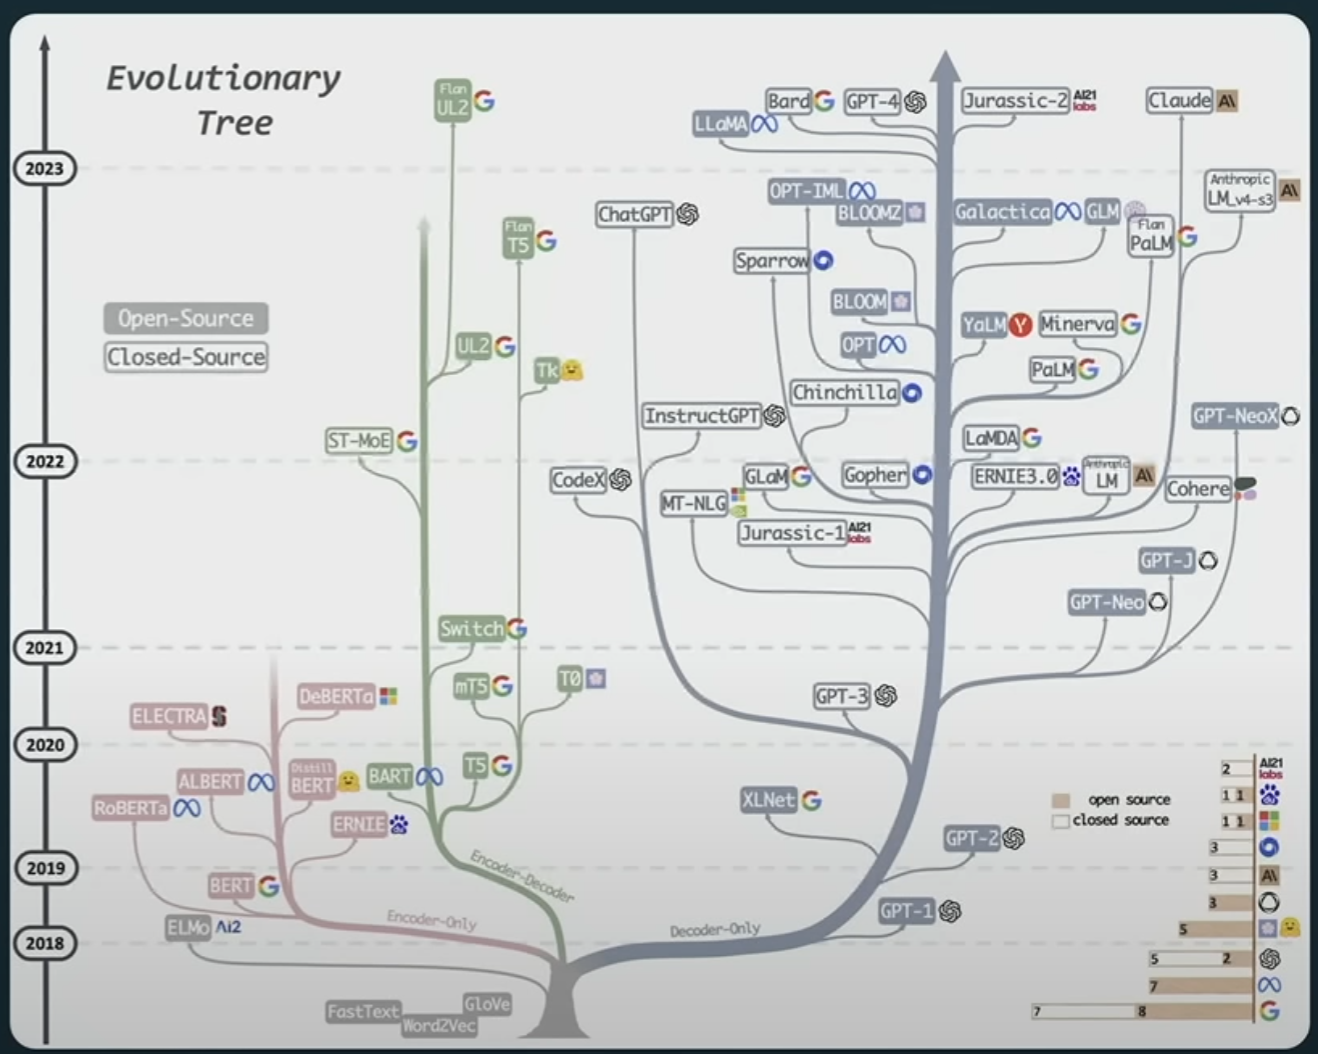 Evolutionary
Tree
Open-Source
Closed-Source
2023
2022
2021
2020
2019
2018
Flan
UL2
Flan
T5
UL2
Tk
ST-MoE
Switch
mT5
T0
T5
BART
Encoder-Decoder
DeBERTa
ELECTRA
ALBERT
Distill
BERT
RoBERTa
ERNIE
BERT
Encoder-Only
ELMo AI2
FastText
GloVe
Word2Vec
Decoder-Only
Bard
GPT-4
Jurassic-2 AI21 labs
Claude A\
LLaMA
Anthropic
LM_v4-s3 A\
OPT-IML
ChatGPT
BLOOMZ
Galactica
GLM
Flan
PaLM
Sparrow
BLOOM
YaLM Y
Minerva
OPT
PaLM
Chinchilla
InstructGPT
GPT-NeoX
LaMDA
CodeX
GLaM
Gopher
ERNIE3.0
Anthropic
LM A\
Cohere
MT-NLG
Jurassic-1 AI21 labs
GPT-J
GPT-Neo
GPT-3
XLNet
GPT-2
GPT-1
open source
closed source
2 AI21 labs
1 1
1 1
3
3 A\
3
5
5 2
7
7 8